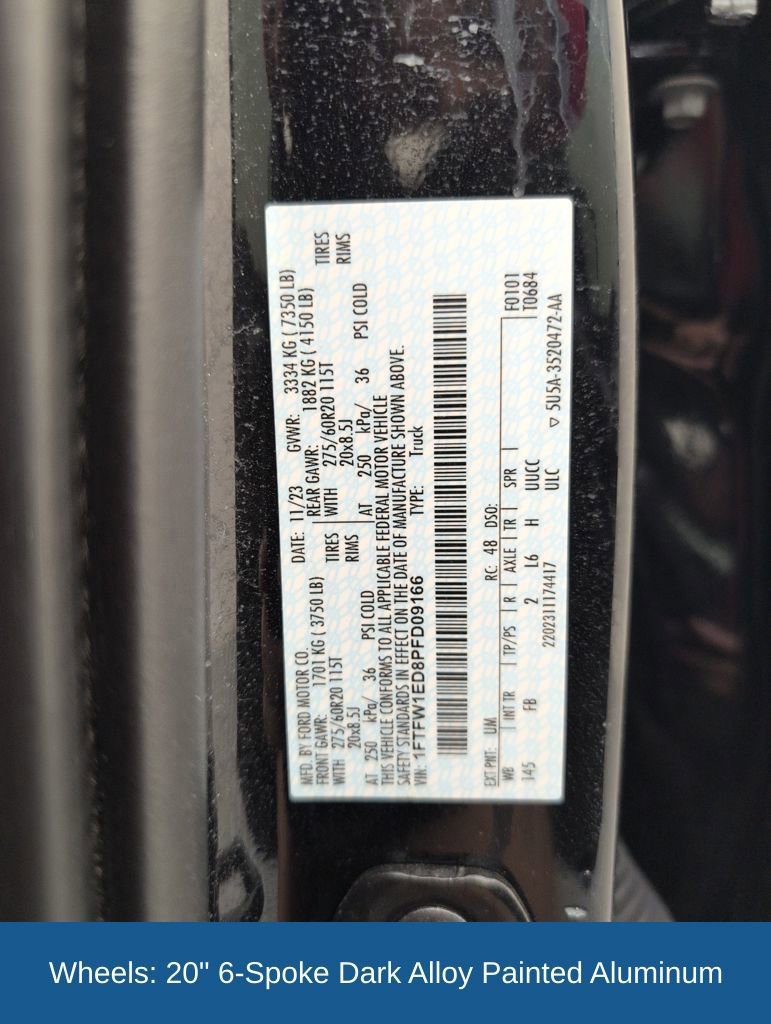 MFD. BY FORD MOTOR CO. DATE: 11/23 GVWR: 3334 KG ( 7350 LB)
FRONT GAWR: 1701 KG ( 3750 LB) REAR GAWR: 1882 KG ( 4150 LB)
WITH 275/60R20 115T TIRES WITH 275/60R20 115T TIRES
20x8.5J RIMS 20x8.5J RIMS
AT 250 kPa/ 36 PSI COLD AT 250 kPa/ 36 PSI COLD
THIS VEHICLE CONFORMS TO ALL APPLICABLE FEDERAL MOTOR VEHICLE
SAFETY STANDARDS IN EFFECT ON THE DATE OF MANUFACTURE SHOWN ABOVE.
VIN: 1FTFW1ED8PFD09166 TYPE: Truck
EXT PNT: UM RC: 48 DSO: F0101
WB INT TR TP/PS R AXLE TR SPR T0684
145 FB 2 L6 H UUCC
2202311174417 ULC ▽ 5U5A-3520472-AA
Wheels: 20" 6-Spoke Dark Alloy Painted Aluminum